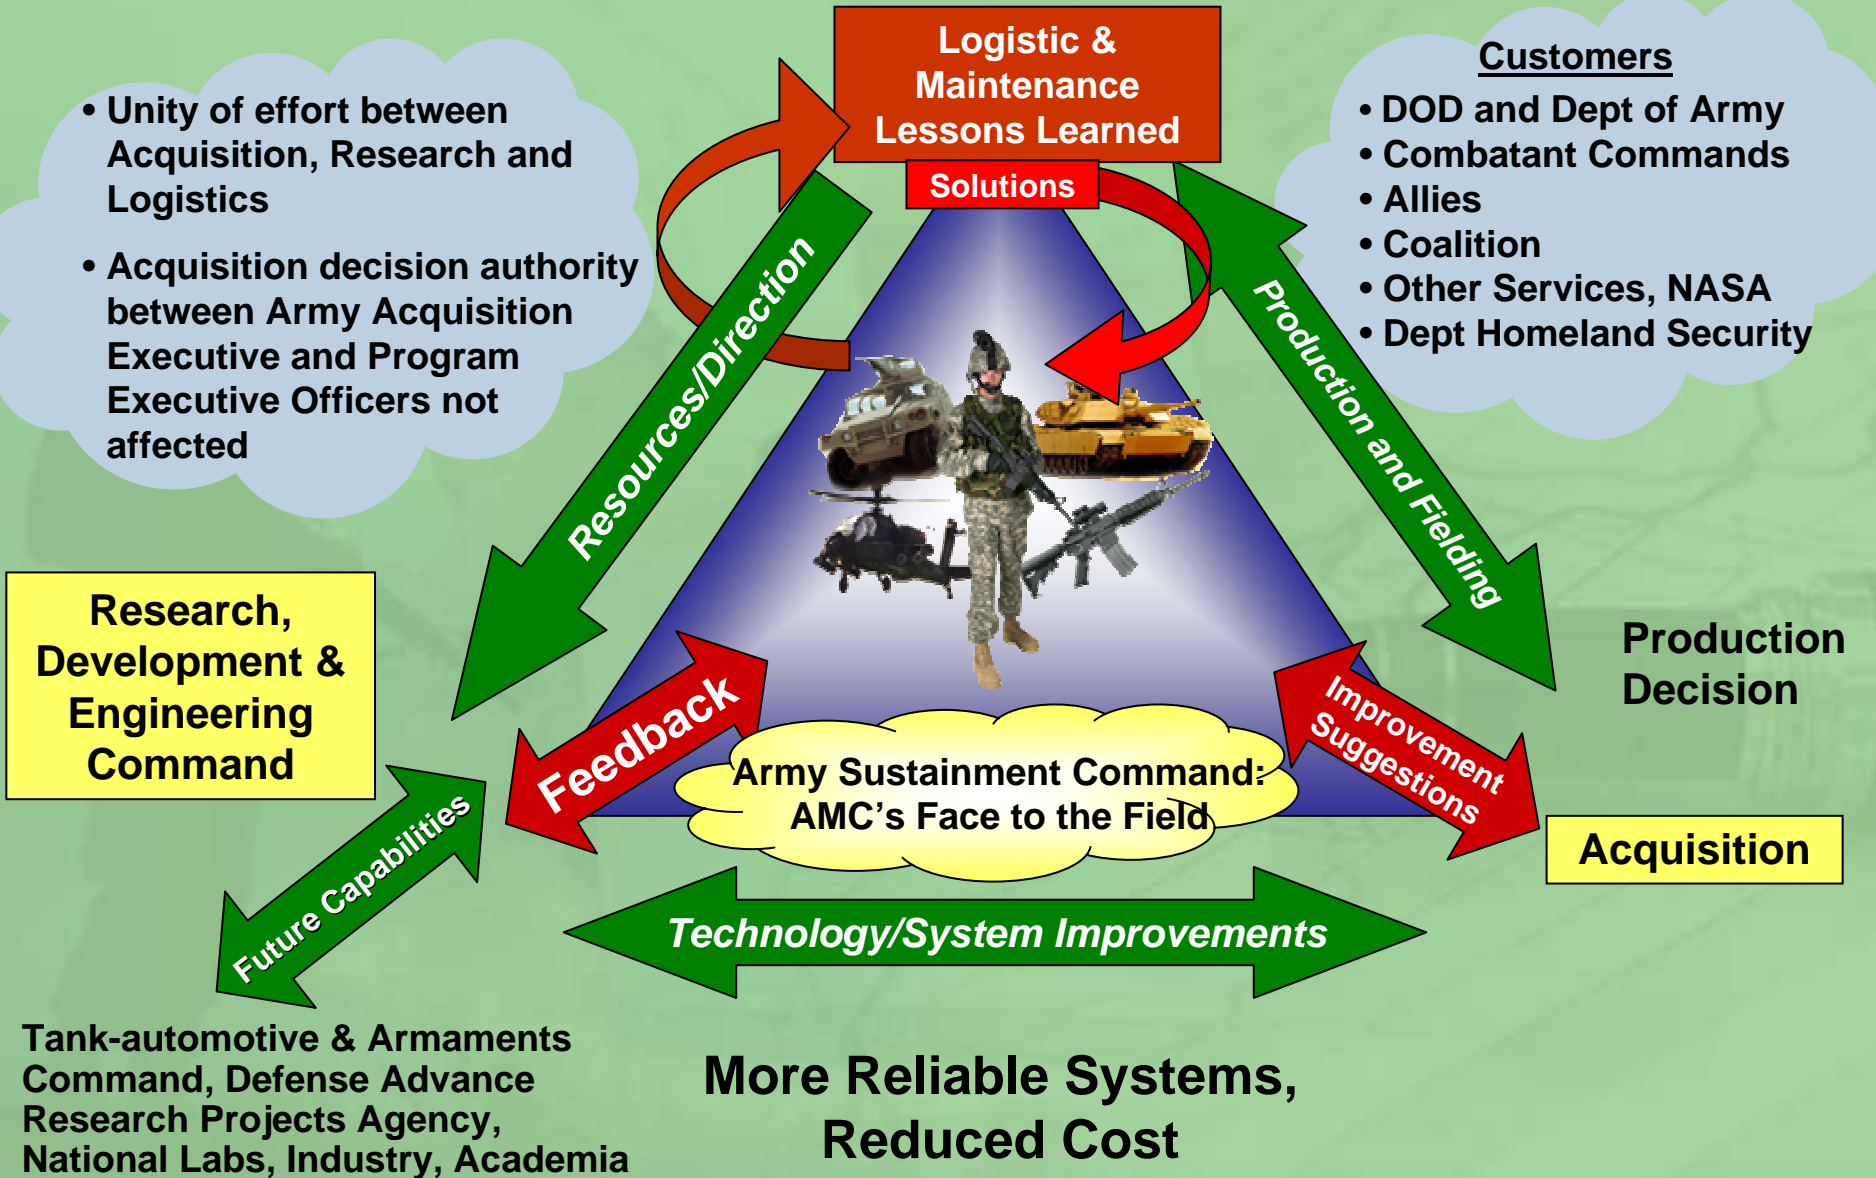 Logistic &
Maintenance
Lessons Learned
Solutions
• Unity of effort between
Acquisition, Research and
Logistics
• Acquisition decision authority
between Army Acquisition
Executive and Program
Executive Officers not
affected
Customers
• DOD and Dept of Army
• Combatant Commands
• Allies
• Coalition
• Other Services, NASA
• Dept Homeland Security
Resources/Direction
Production and Fielding
Research,
Development &
Engineering
Command
Production
Decision
Feedback
Improvement
Suggestions
Army Sustainment Command:
AMC's Face to the Field
Acquisition
Future Capabilities
Technology/System Improvements
Tank-automotive & Armaments
Command, Defense Advance
Research Projects Agency,
National Labs, Industry, Academia
More Reliable Systems,
Reduced Cost